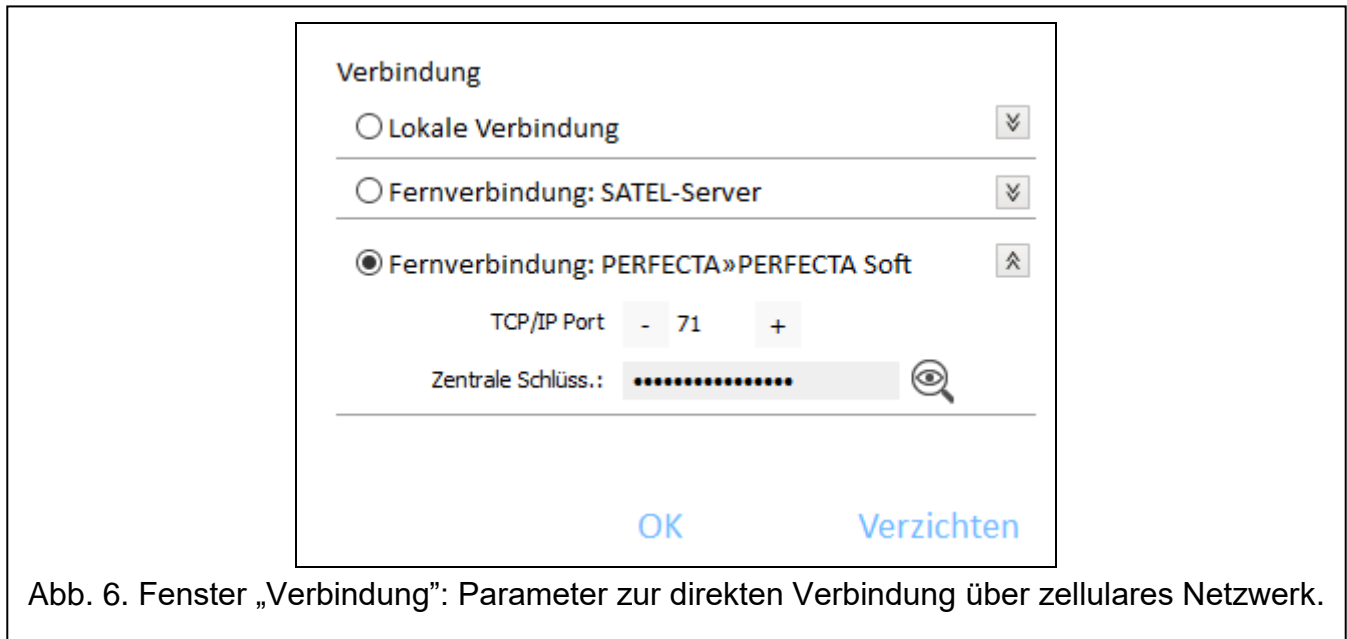 Verbindung
Lokale Verbindung
Fernverbindung: SATEL-Server
Fernverbindung: PERFECTA»PERFECTA Soft
TCP/IP Port - 71 +
Zentrale Schlüss.: ••••••••••••••••
OK Verzichten
Abb. 6. Fenster „Verbindung”: Parameter zur direkten Verbindung über zellulares Netzwerk.